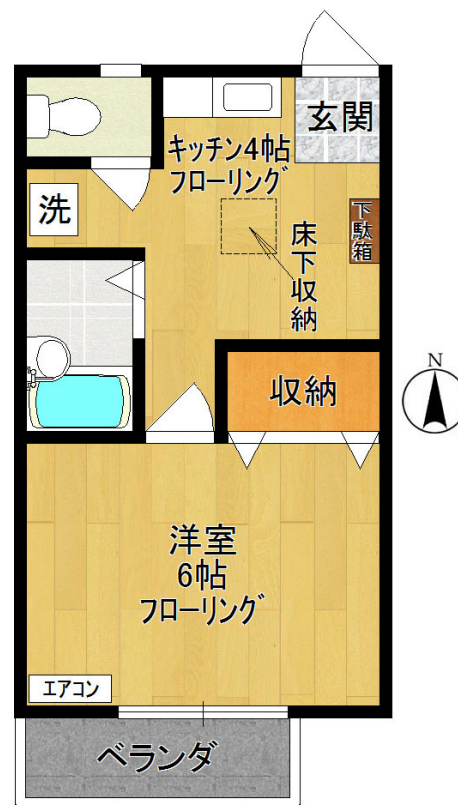 玄関
キッチン4帖
フローリング
洗
下駄箱
床下収納
収納
N
洋室
6帖
フローリング
エアコン
ベランダ